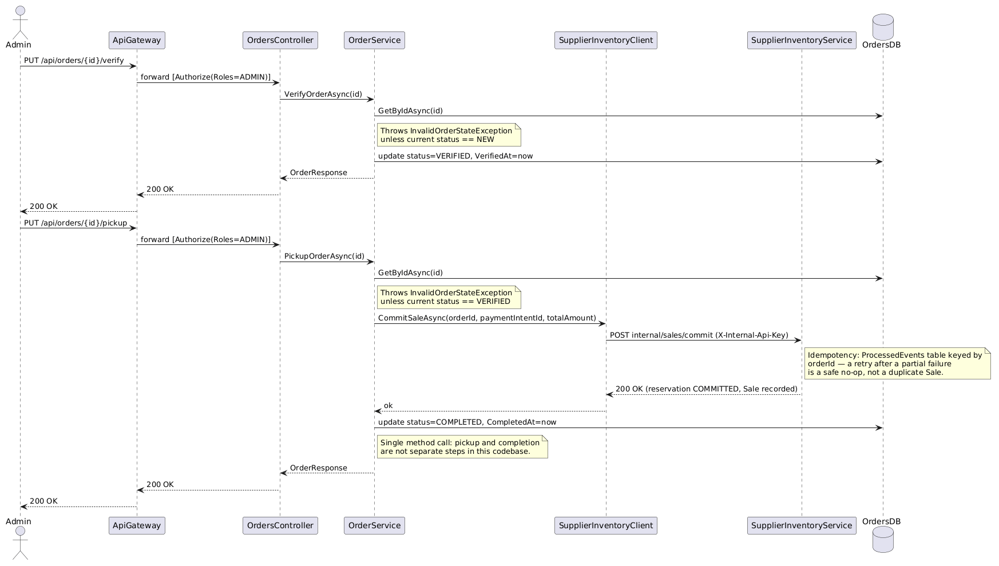 Admin
ApiGateway
OrdersController
OrderService
SupplierInventoryClient
SupplierInventoryService
OrdersDB
PUT /api/orders/{id}/verify
forward [Authorize(Roles=ADMIN)]
VerifyOrderAsync(id)
GetByIdAsync(id)
Throws InvalidOrderStateException
unless current status == NEW
update status=VERIFIED, VerifiedAt=now
OrderResponse
200 OK
200 OK
PUT /api/orders/{id}/pickup
forward [Authorize(Roles=ADMIN)]
PickupOrderAsync(id)
GetByIdAsync(id)
Throws InvalidOrderStateException
unless current status == VERIFIED
CommitSaleAsync(orderId, paymentIntentId, totalAmount)
POST internal/sales/commit (X-Internal-Api-Key)
Idempotency: ProcessedEvents table keyed by
orderId — a retry after a partial failure
is a safe no-op, not a duplicate Sale.
200 OK (reservation COMMITTED, Sale recorded)
ok
update status=COMPLETED, CompletedAt=now
Single method call: pickup and completion
are not separate steps in this codebase.
OrderResponse
200 OK
200 OK
Admin
ApiGateway
OrdersController
OrderService
SupplierInventoryClient
SupplierInventoryService
OrdersDB